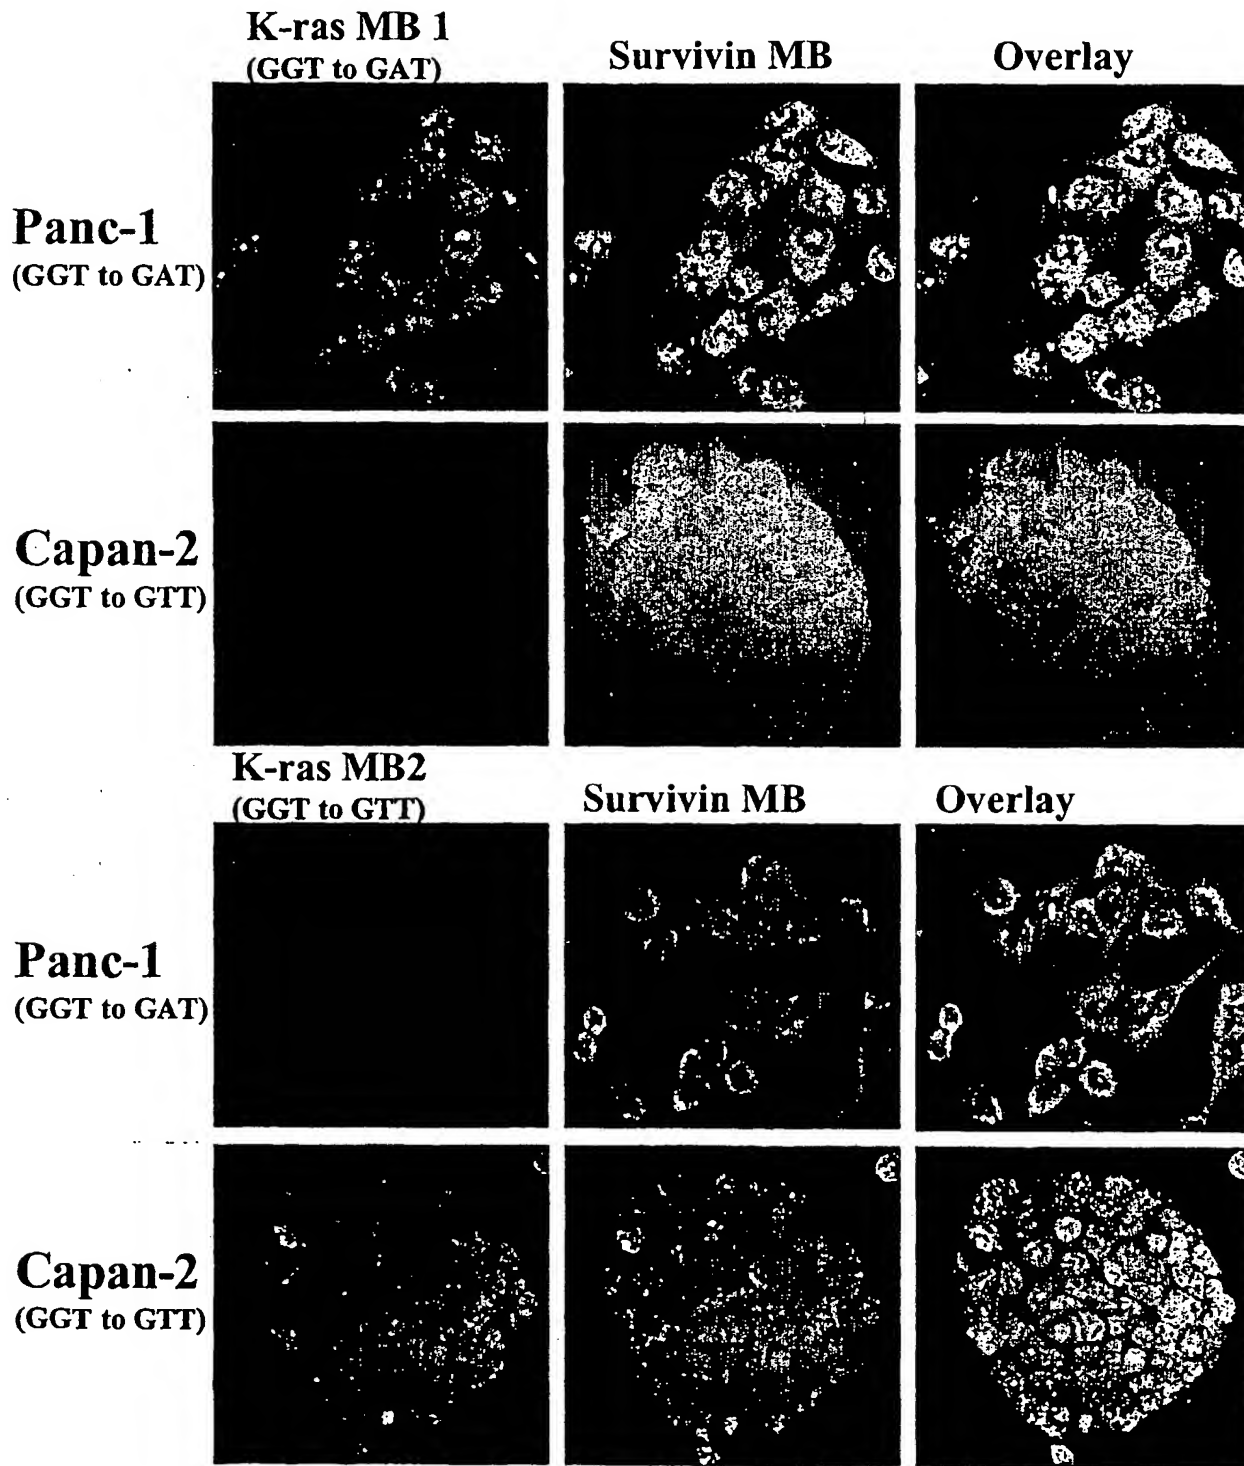 K-ras MB 1
(GGT to GAT)
Survivin MB
Overlay
Panc-1
(GGT to GAT)
Capan-2
(GGT to GTT)
K-ras MB2
(GGT to GTT)
Survivin MB
Overlay
Panc-1
(GGT to GAT)
Capan-2
(GGT to GTT)